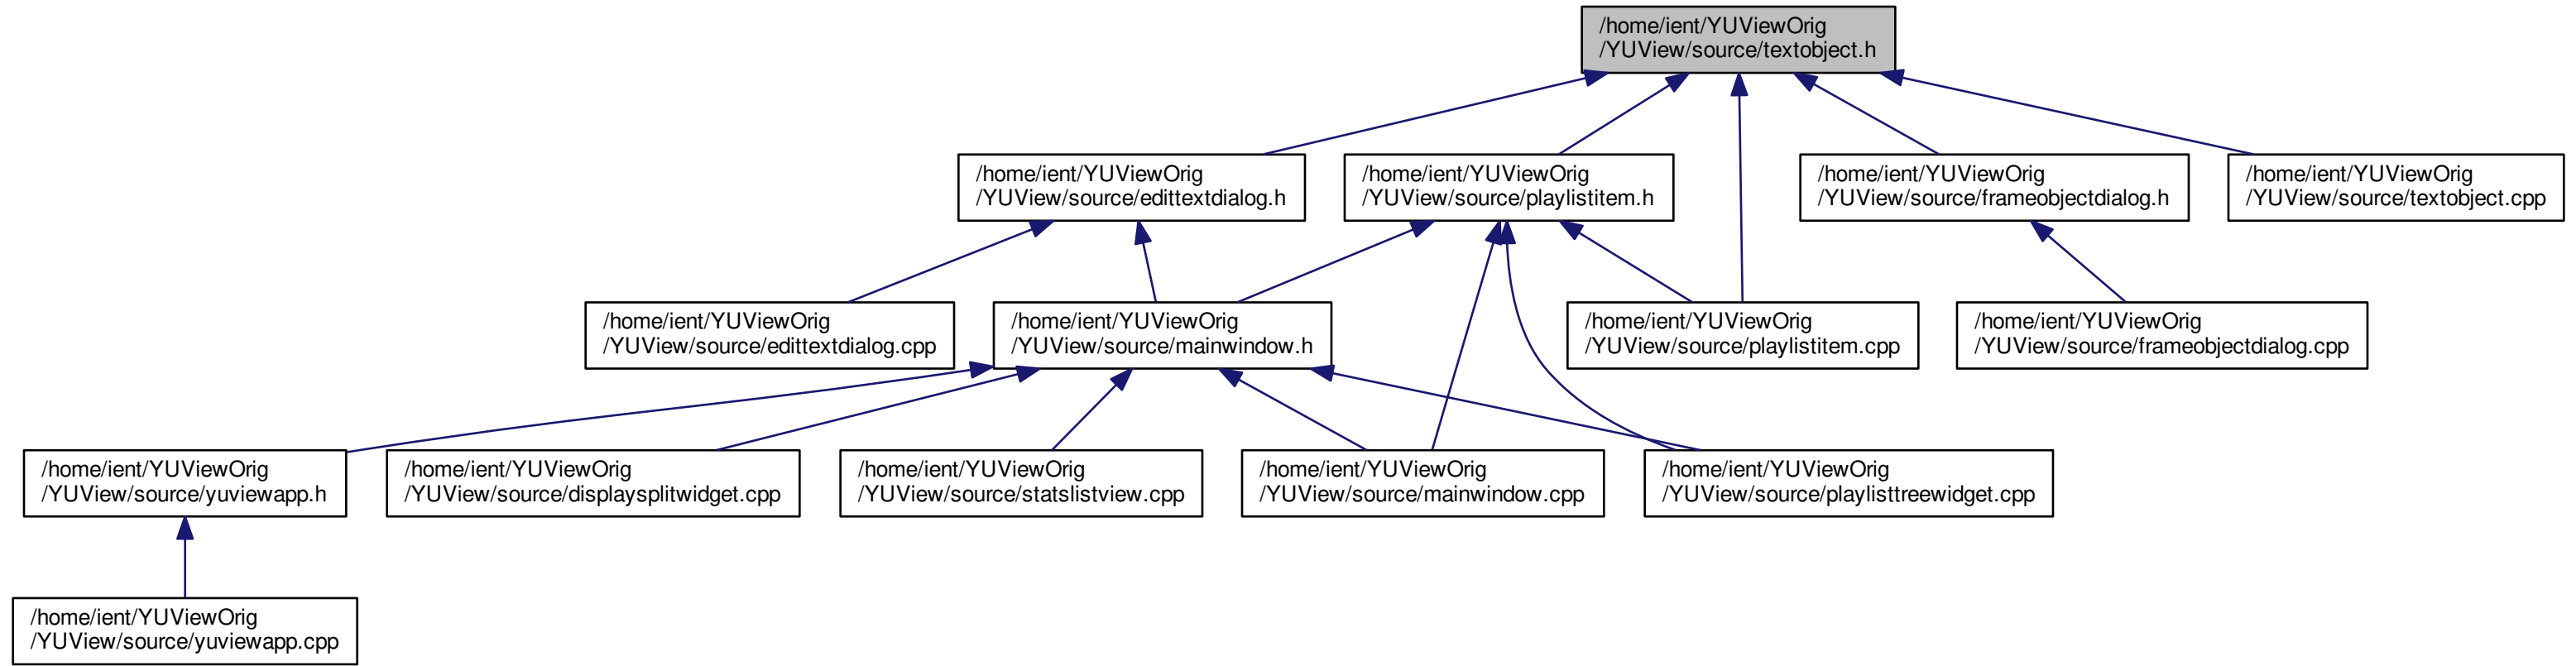 /home/ient/YUViewOrig
/YUView/source/textobject.h
/home/ient/YUViewOrig
/YUView/source/edittextdialog.h
/home/ient/YUViewOrig
/YUView/source/playlistitem.h
/home/ient/YUViewOrig
/YUView/source/frameobjectdialog.h
/home/ient/YUViewOrig
/YUView/source/textobject.cpp
/home/ient/YUViewOrig
/YUView/source/edittextdialog.cpp
/home/ient/YUViewOrig
/YUView/source/mainwindow.h
/home/ient/YUViewOrig
/YUView/source/playlistitem.cpp
/home/ient/YUViewOrig
/YUView/source/frameobjectdialog.cpp
/home/ient/YUViewOrig
/YUView/source/yuviewapp.h
/home/ient/YUViewOrig
/YUView/source/displaysplitwidget.cpp
/home/ient/YUViewOrig
/YUView/source/statslistview.cpp
/home/ient/YUViewOrig
/YUView/source/mainwindow.cpp
/home/ient/YUViewOrig
/YUView/source/playlisttreewidget.cpp
/home/ient/YUViewOrig
/YUView/source/yuviewapp.cpp